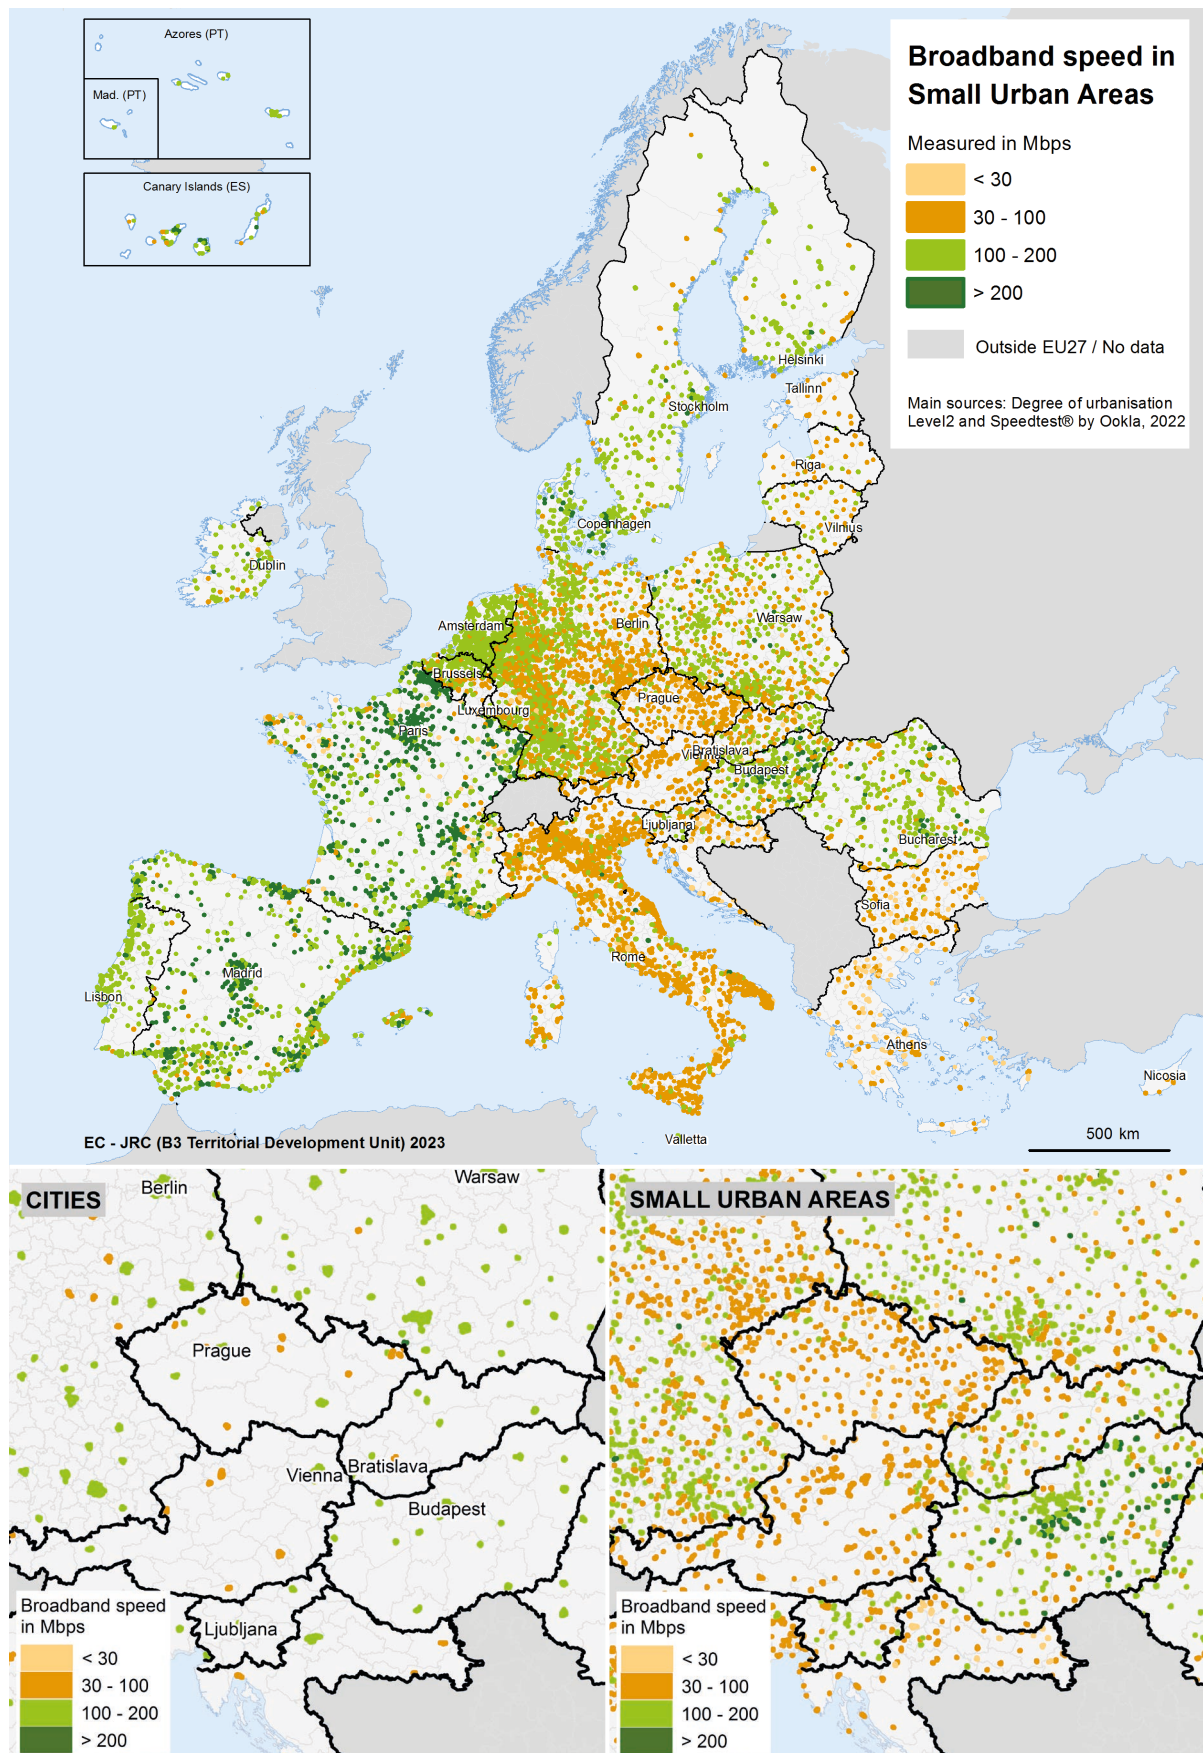 Azores (PT)
Mad. (PT)
Canary Islands (ES)
Broadband speed in
Small Urban Areas
Measured in Mbps
< 30
30 - 100
100 - 200
> 200
Outside EU27 / No data
Main sources: Degree of urbanisation
Level2 and Speedtest® by Ookla, 2022
Helsinki
Tallinn
Stockholm
Riga
Copenhagen
Vilnius
Dublin
Amsterdam
Berlin
Warsaw
Brussels
Prague
Luxembourg
Paris
Bratislava
Vienna
Budapest
Ljubljana
Bucharest
Sofia
Rome
Madrid
Lisbon
Athens
Nicosia
Valletta
500 km
EC - JRC (B3 Territorial Development Unit) 2023
CITIES
Berlin
Warsaw
Prague
Vienna
Bratislava
Budapest
Ljubljana
Broadband speed
in Mbps
< 30
30 - 100
100 - 200
> 200
SMALL URBAN AREAS
Broadband speed
in Mbps
< 30
30 - 100
100 - 200
> 200